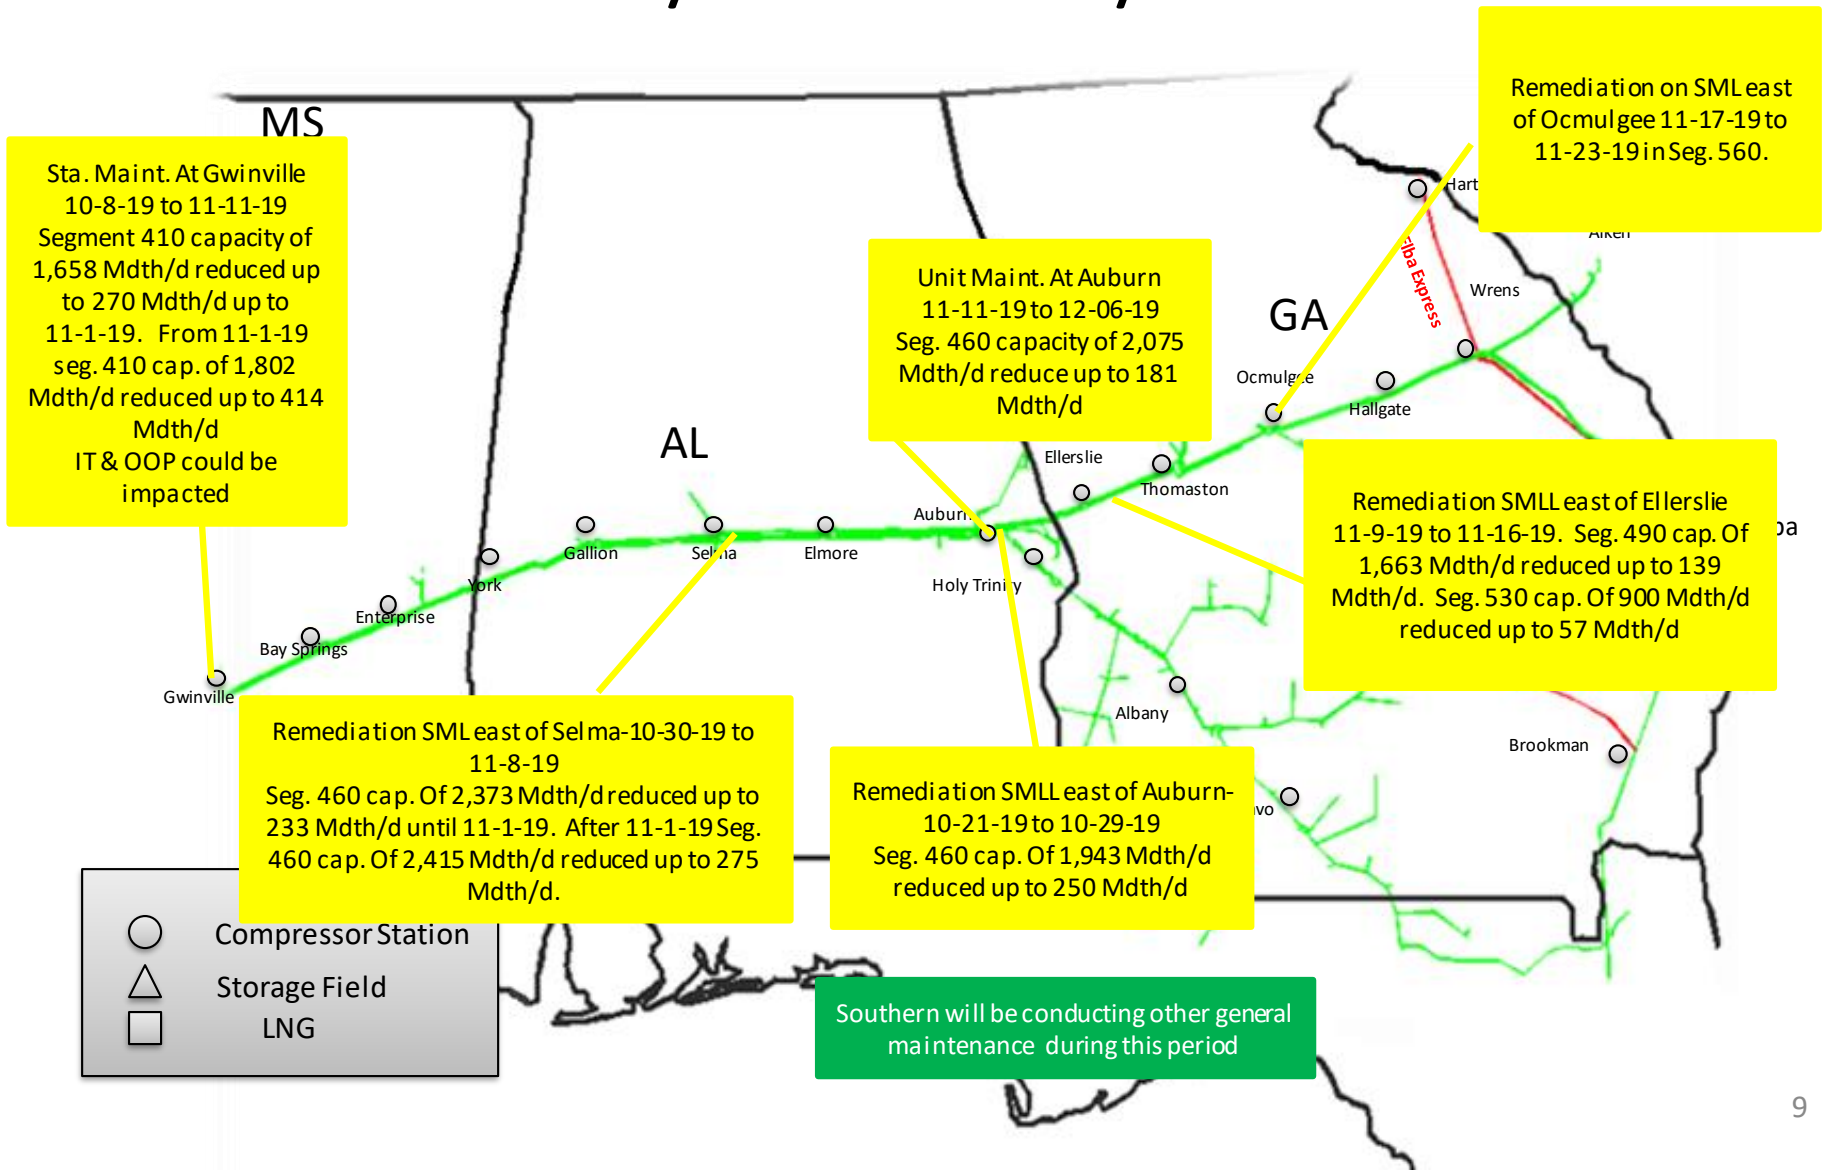 MS
Sta. Maint. At Gwinville
10-8-19 to 11-11-19
Segment 410 capacity of
1,658 Mdth/d reduced up
to 270 Mdth/d up to
11-1-19. From 11-1-19
seg. 410 cap. of 1,802
Mdth/d reduced up to 414
Mdth/d
IT & OOP could be
impacted
Remediation on SML east
of Ocmulgee 11-17-19 to
11-23-19 in Seg. 560.
Hart
Aiken
Elba Express
Wrens
GA
Unit Maint. At Auburn
11-11-19 to 12-06-19
Seg. 460 capacity of 2,075
Mdth/d reduce up to 181
Mdth/d
Ocmulgee
Hallgate
AL
Ellerslie
Thomaston
Auburn
Gallion
Selma
Elmore
Holy Trinity
York
Enterprise
Bay Springs
Gwinville
Remediation SMLL east of Ellerslie
11-9-19 to 11-16-19. Seg. 490 cap. Of
1,663 Mdth/d reduced up to 139
Mdth/d. Seg. 530 cap. Of 900 Mdth/d
reduced up to 57 Mdth/d
ba
Albany
Brookman
Remediation SML east of Selma-10-30-19 to
11-8-19
Seg. 460 cap. Of 2,373 Mdth/d reduced up to
233 Mdth/d until 11-1-19. After 11-1-19 Seg.
460 cap. Of 2,415 Mdth/d reduced up to 275
Mdth/d.
Remediation SMLL east of Auburn-
10-21-19 to 10-29-19
Seg. 460 cap. Of 1,943 Mdth/d
reduced up to 250 Mdth/d
avo
Compressor Station
Storage Field
LNG
Southern will be conducting other general
maintenance during this period
9